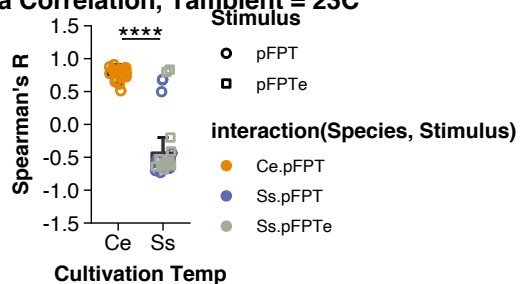 a Correlation, Tambient = 23C
Stimulus
pFPT
pFPTe
interaction(Species, Stimulus)
Ce.pFPT
Ss.pFPT
Ss.pFPTe
Spearman's R
1.5
1.0
0.5
0.0
-0.5
-1.0
-1.5
****
Ce Ss
Cultivation Temp